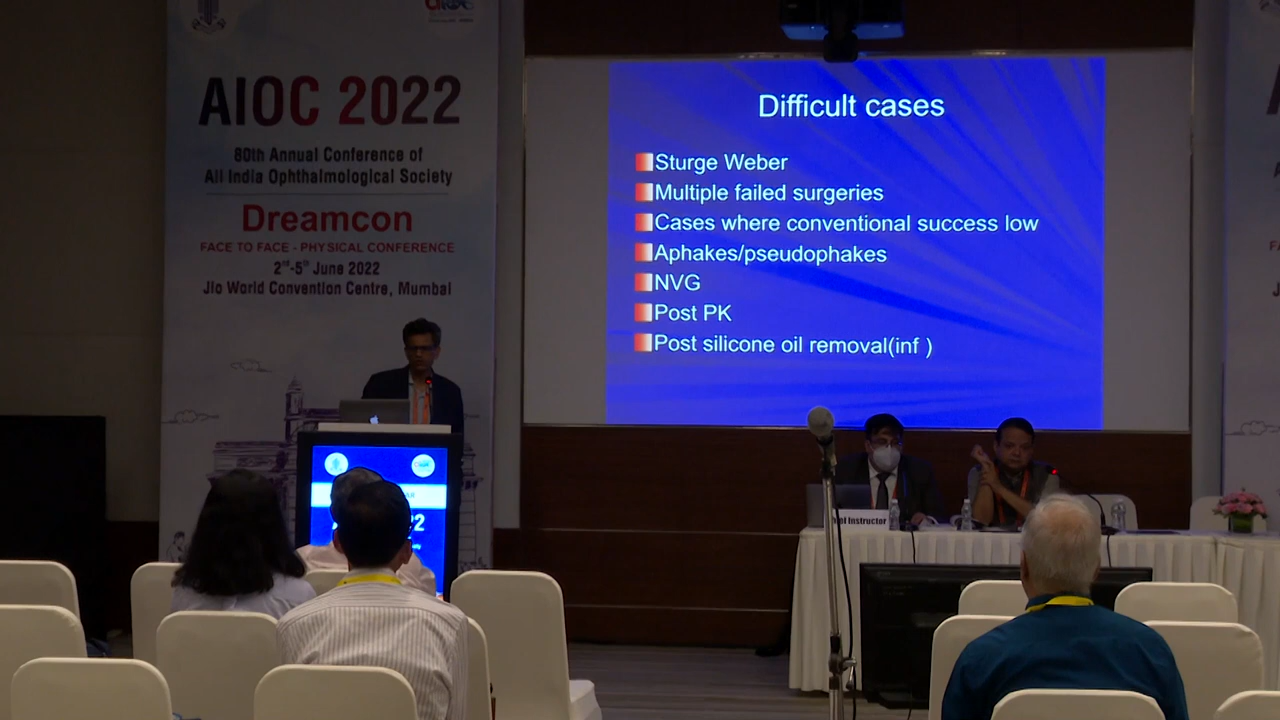 AIOC 2022
80th Annual Conference of
All India Ophthalmological Society
Dreamcon
FACE TO FACE - PHYSICAL CONFERENCE
2nd-5th June 2022
Jio World Convention Centre, Mumbai
Difficult cases
Sturge Weber
Multiple failed surgeries
Cases where conventional success low
Aphakes/pseudophakes
NVG
Post PK
Post silicone oil removal(inf )
Instructor